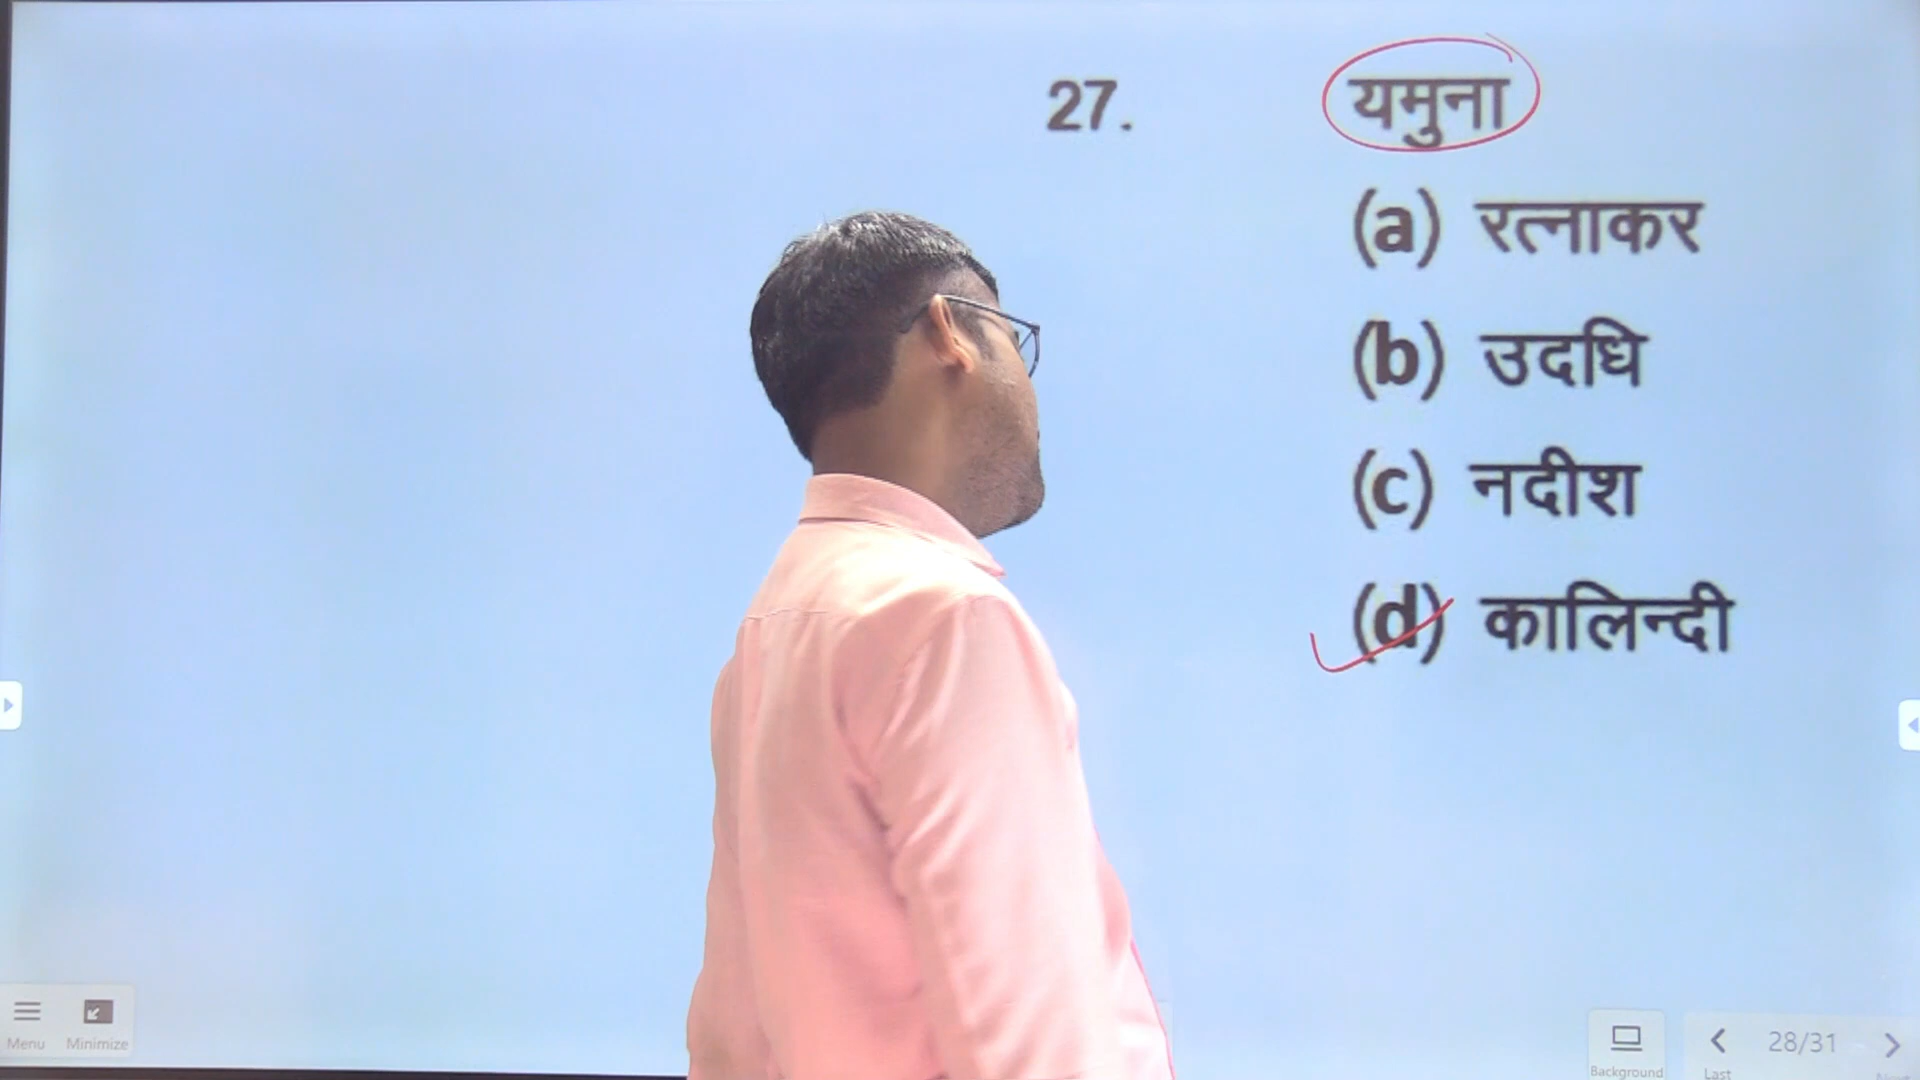 27. यमुना
(a) रत्नाकर
(b) उदधि
(c) नदीश
(d) कालिन्दी
Menu Minimize
Background
Last 28/31